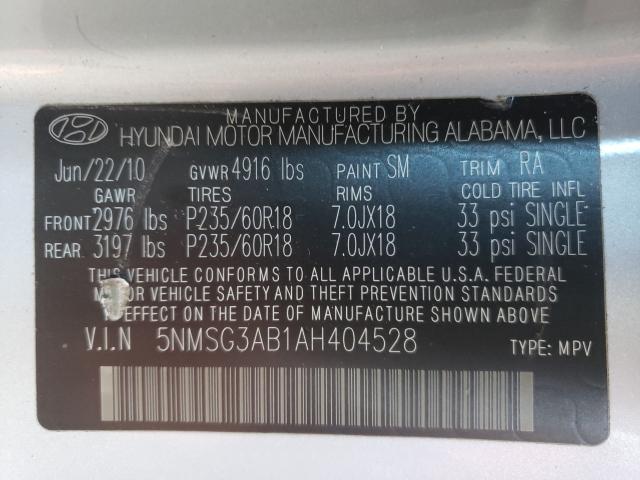 MANUFACTURED BY
HYUNDAI MOTOR MANUFACTURING ALABAMA, LLC
Jun/22/10 GVWR 4916 lbs PAINT SM TRIM RA
GAWR TIRES RIMS COLD TIRE INFL
FRONT 2976 lbs P235/60R18 7.0JX18 33 psi SINGLE
REAR 3197 lbs P235/60R18 7.0JX18 33 psi SINGLE
THIS VEHICLE CONFORMS TO ALL APPLICABLE U.S.A. FEDERAL
MOTOR VEHICLE SAFETY AND THEFT PREVENTION STANDARDS
IN EFFECT ON THE DATE OF MANUFACTURE SHOWN ABOVE
V.I.N 5NMSG3AB1AH404528 TYPE: MPV